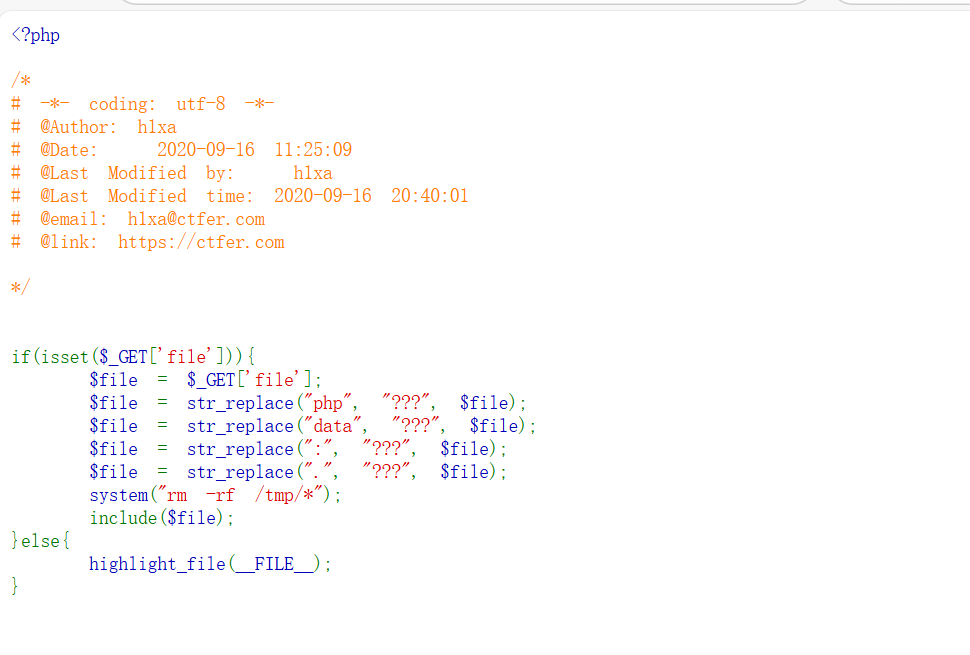 <?php
/*
# -*- coding: utf-8 -*-
# @Author: h1xa
# @Date: 2020-09-16 11:25:09
# @Last Modified by: h1xa
# @Last Modified time: 2020-09-16 20:40:01
# @email: h1xa@ctfer.com
# @link: https://ctfer.com
*/
if(isset($_GET['file'])){
$file = $_GET['file'];
$file = str_replace("php", "???", $file);
$file = str_replace("data", "???", $file);
$file = str_replace(":", "???", $file);
$file = str_replace(".", "???", $file);
system("rm -rf /tmp/*");
include($file);
}else{
highlight_file(__FILE__);
}